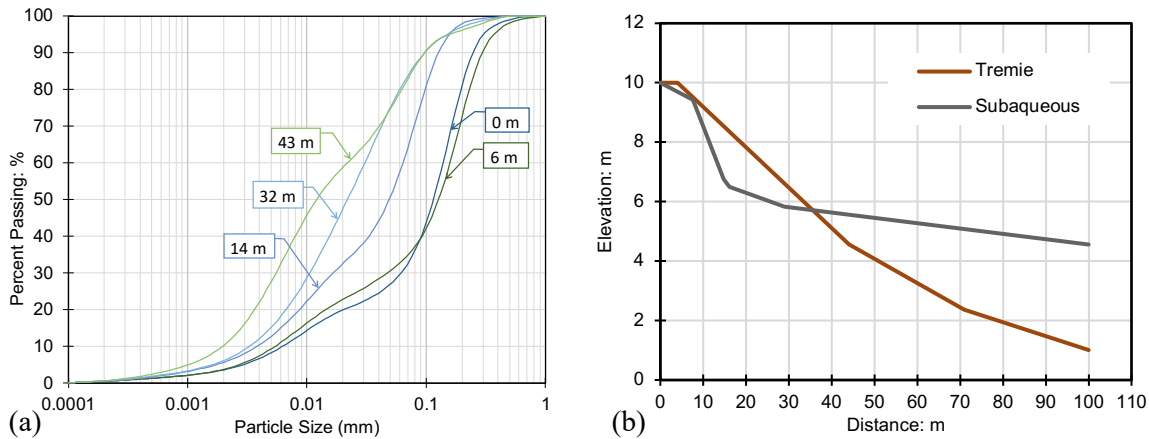 100
90
80
70
60
50
40
30
20
10
0
Percent Passing: %
0.0001
0.001
0.01
0.1
1
Particle Size (mm)
43 m
32 m
14 m
0 m
6 m
(a)
12
10
8
6
4
2
0
Elevation: m
Tremie
Subaqueous
0 10 20 30 40 50 60 70 80 90 100 110
Distance: m
(b)